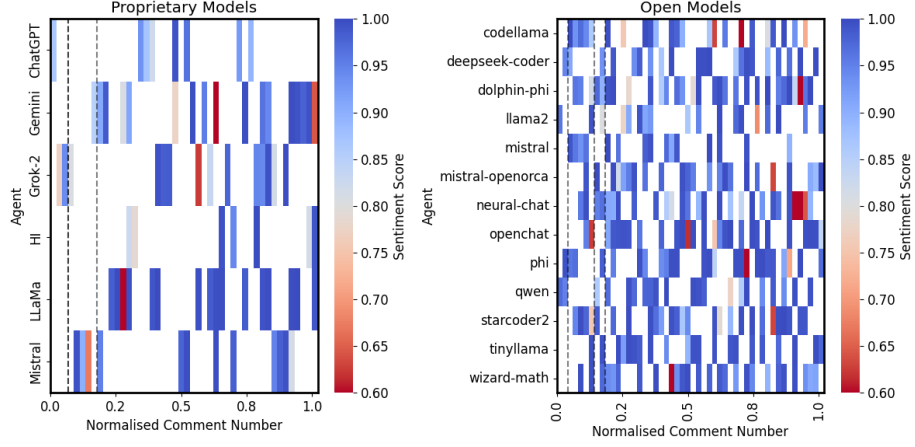 Proprietary Models
ChatGPT
Gemini
Grok-2
HI
LLaMa
Mistral
Agent
0.0
0.2
0.5
0.8
1.0
Normalised Comment Number
1.00
0.95
0.90
0.85
0.80
0.75
0.70
0.65
0.60
Sentiment Score
Open Models
codellama
deepseek-coder
dolphin-phi
llama2
mistral
mistral-openorca
neural-chat
openchat
phi
qwen
starcoder2
tinyllama
wizard-math
Agent
0.0
0.2
0.5
0.8
1.0
Normalised Comment Number
1.00
0.95
0.90
0.85
0.80
0.75
0.70
0.65
0.60
Sentiment Score